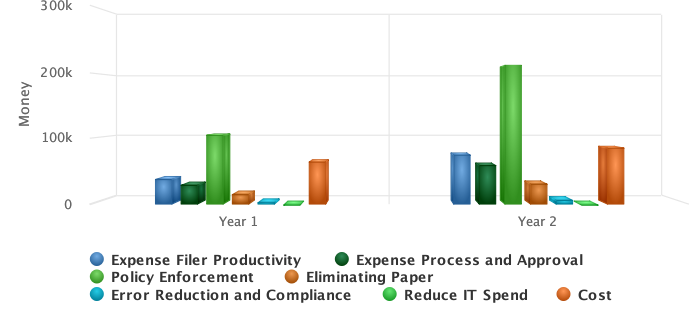 300k
200k
100k
0
Money
Year 1
Year 2
Expense Filer Productivity
Expense Process and Approval
Policy Enforcement
Eliminating Paper
Error Reduction and Compliance
Reduce IT Spend
Cost